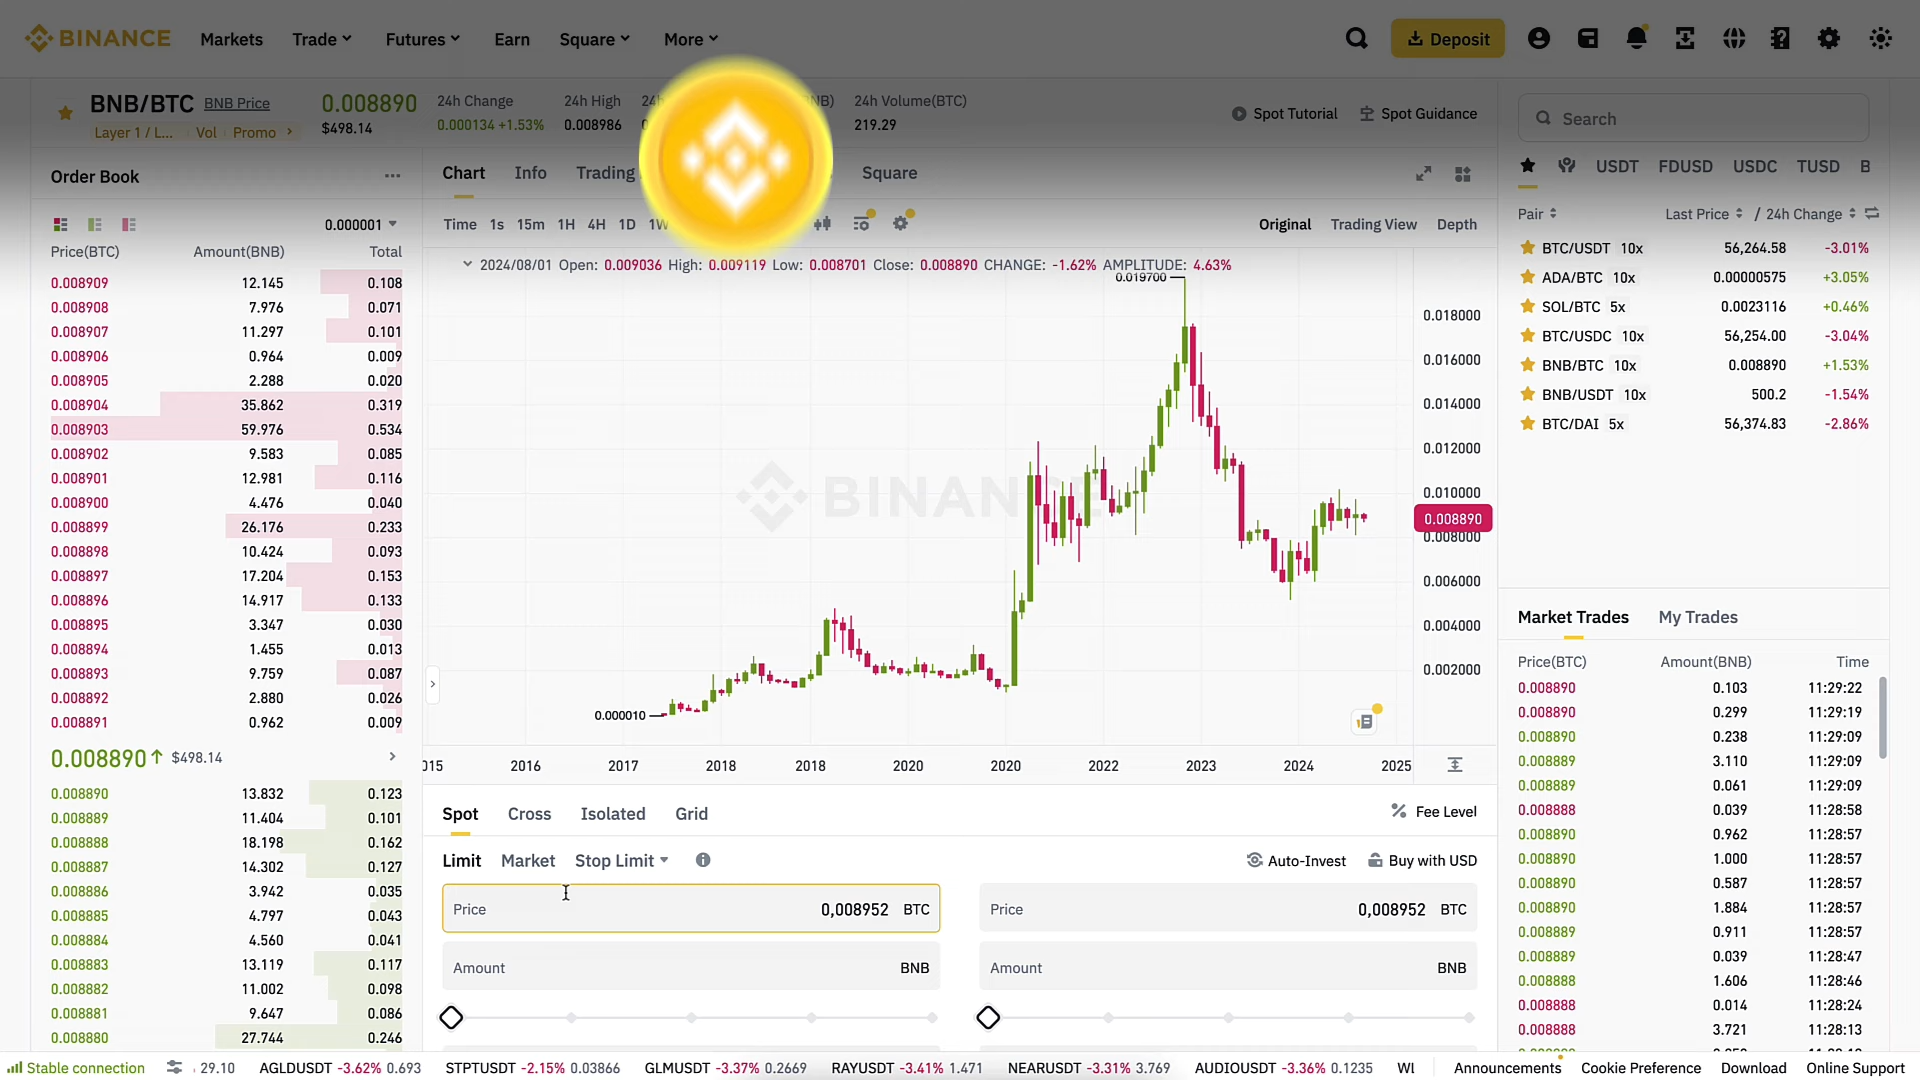 BINANCE Markets Trade Futures Earn Square More Deposit
BNB/BTC BNB Price
Layer 1 / L... Vol Promo
0.008890
$498.14
24h Change
0.000134 +1.53%
24h High
0.008986
24h Volume(BTC)
219.29
Spot Tutorial Spot Guidance
Order Book
0.000001
Price(BTC) Amount(BNB) Total
0.008909 12.145 0.108
0.008908 7.976 0.071
0.008907 11.297 0.101
0.008906 0.964 0.009
0.008905 2.288 0.020
0.008904 35.862 0.319
0.008903 59.976 0.534
0.008902 9.583 0.085
0.008901 12.981 0.116
0.008900 4.476 0.040
0.008899 26.176 0.233
0.008898 10.424 0.093
0.008897 17.204 0.153
0.008896 14.917 0.133
0.008895 3.347 0.030
0.008894 1.455 0.013
0.008893 9.759 0.087
0.008892 2.880 0.026
0.008891 0.962 0.009
0.008890↑ $498.14
0.008890 13.832 0.123
0.008889 11.404 0.101
0.008888 18.198 0.162
0.008887 14.302 0.127
0.008886 3.942 0.035
0.008885 4.797 0.043
0.008884 4.560 0.041
0.008883 13.119 0.117
0.008882 11.002 0.098
0.008881 9.647 0.086
0.008880 27.744 0.246
Chart Info Trading Square
Time 1s 15m 1H 4H 1D 1W
Original Trading View Depth
2024/08/01 Open: 0.009036 High: 0.009119 Low: 0.008701 Close: 0.008890 CHANGE: -1.62% AMPLITUDE: 4.63%
0.019700
0.018000
0.016000
0.014000
0.012000
0.010000
0.008890
0.008000
0.006000
0.004000
0.002000
BINANCE
0.000010
2016 2017 2018 2018 2020 2020 2022 2023 2024 2025
Spot Cross Isolated Grid
% Fee Level
Limit Market Stop Limit
Auto-Invest Buy with USD
Price 0,008952 BTC
Amount BNB
Price 0,008952 BTC
Amount BNB
Search
USDT FDUSD USDC TUSD B
Pair Last Price / 24h Change
BTC/USDT 10x 56,264.58 -3.01%
ADA/BTC 10x 0.00000575 +3.05%
SOL/BTC 5x 0.0023116 +0.46%
BTC/USDC 10x 56,254.00 -3.04%
BNB/BTC 10x 0.008890 +1.53%
BNB/USDT 10x 500.2 -1.54%
BTC/DAI 5x 56,374.83 -2.86%
Market Trades My Trades
Price(BTC) Amount(BNB) Time
0.008890 0.103 11:29:22
0.008890 0.299 11:29:19
0.008890 0.238 11:29:09
0.008889 3.110 11:29:09
0.008889 0.061 11:29:09
0.008888 0.039 11:28:58
0.008890 0.962 11:28:57
0.008890 1.000 11:28:57
0.008890 0.587 11:28:57
0.008890 1.884 11:28:57
0.008889 0.911 11:28:57
0.008889 0.039 11:28:47
0.008888 1.606 11:28:46
0.008888 0.014 11:28:24
0.008888 3.721 11:28:13
Stable connection 29.10 AGLDUSDT -3.62% 0.693 STPTUSDT -2.15% 0.03866 GLMUSDT -3.37% 0.2669 RAYUSDT -3.41% 1.471 NEARUSDT -3.31% 3.769 AUDIOUSDT -3.36% 0.1235 Announcements Cookie Preference Download Online Support